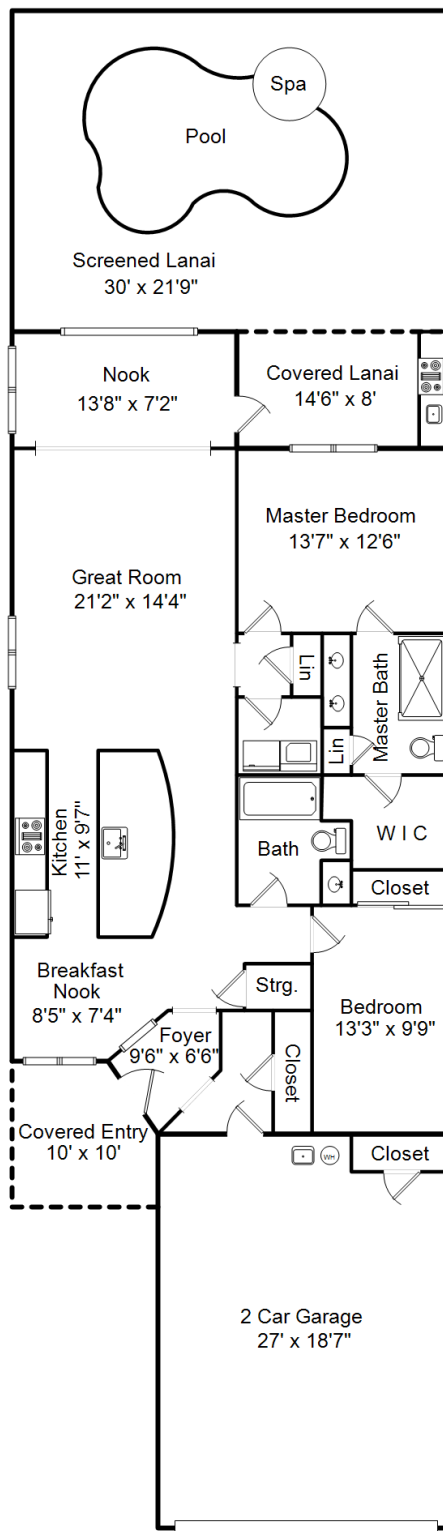 Spa
Pool
Screened Lanai
30' x 21'9"
Nook
13'8" x 7'2"
Covered Lanai
14'6" x 8'
Master Bedroom
13'7" x 12'6"
Great Room
21'2" x 14'4"
Lin
Master Bath
Lin
Kitchen
11' x 9'7"
Bath
W I C
Closet
Breakfast
Nook
8'5" x 7'4"
Strg.
Bedroom
13'3" x 9'9"
Foyer
9'6" x 6'6"
Closet
Covered Entry
10' x 10'
WH
Closet
2 Car Garage
27' x 18'7"